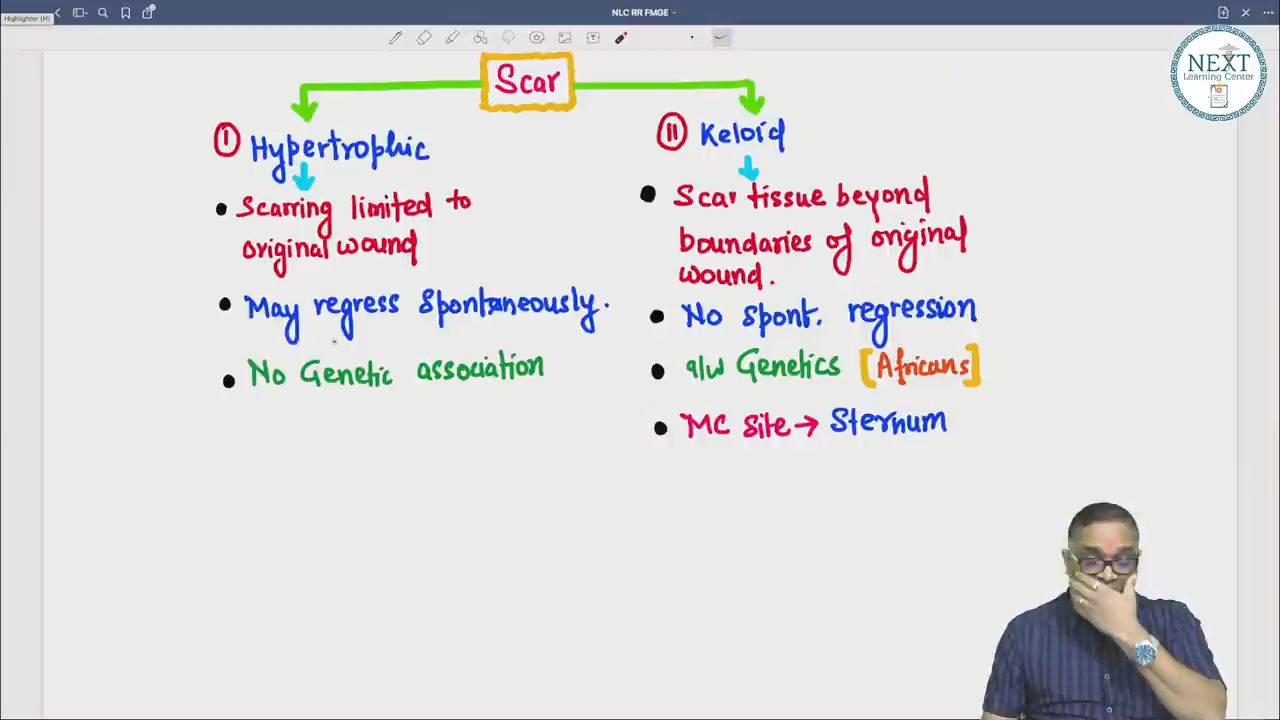 Highlighter (H)
NLC RR FMGE
NEXT
Learning Center
Scar
I Hypertrophic
Scarring limited to
original wound
May regress spontaneously.
No Genetic association
II Keloid
Scar tissue beyond
boundaries of original
wound.
No spont. regression
a/w Genetics [Africans]
MC site → Sternum